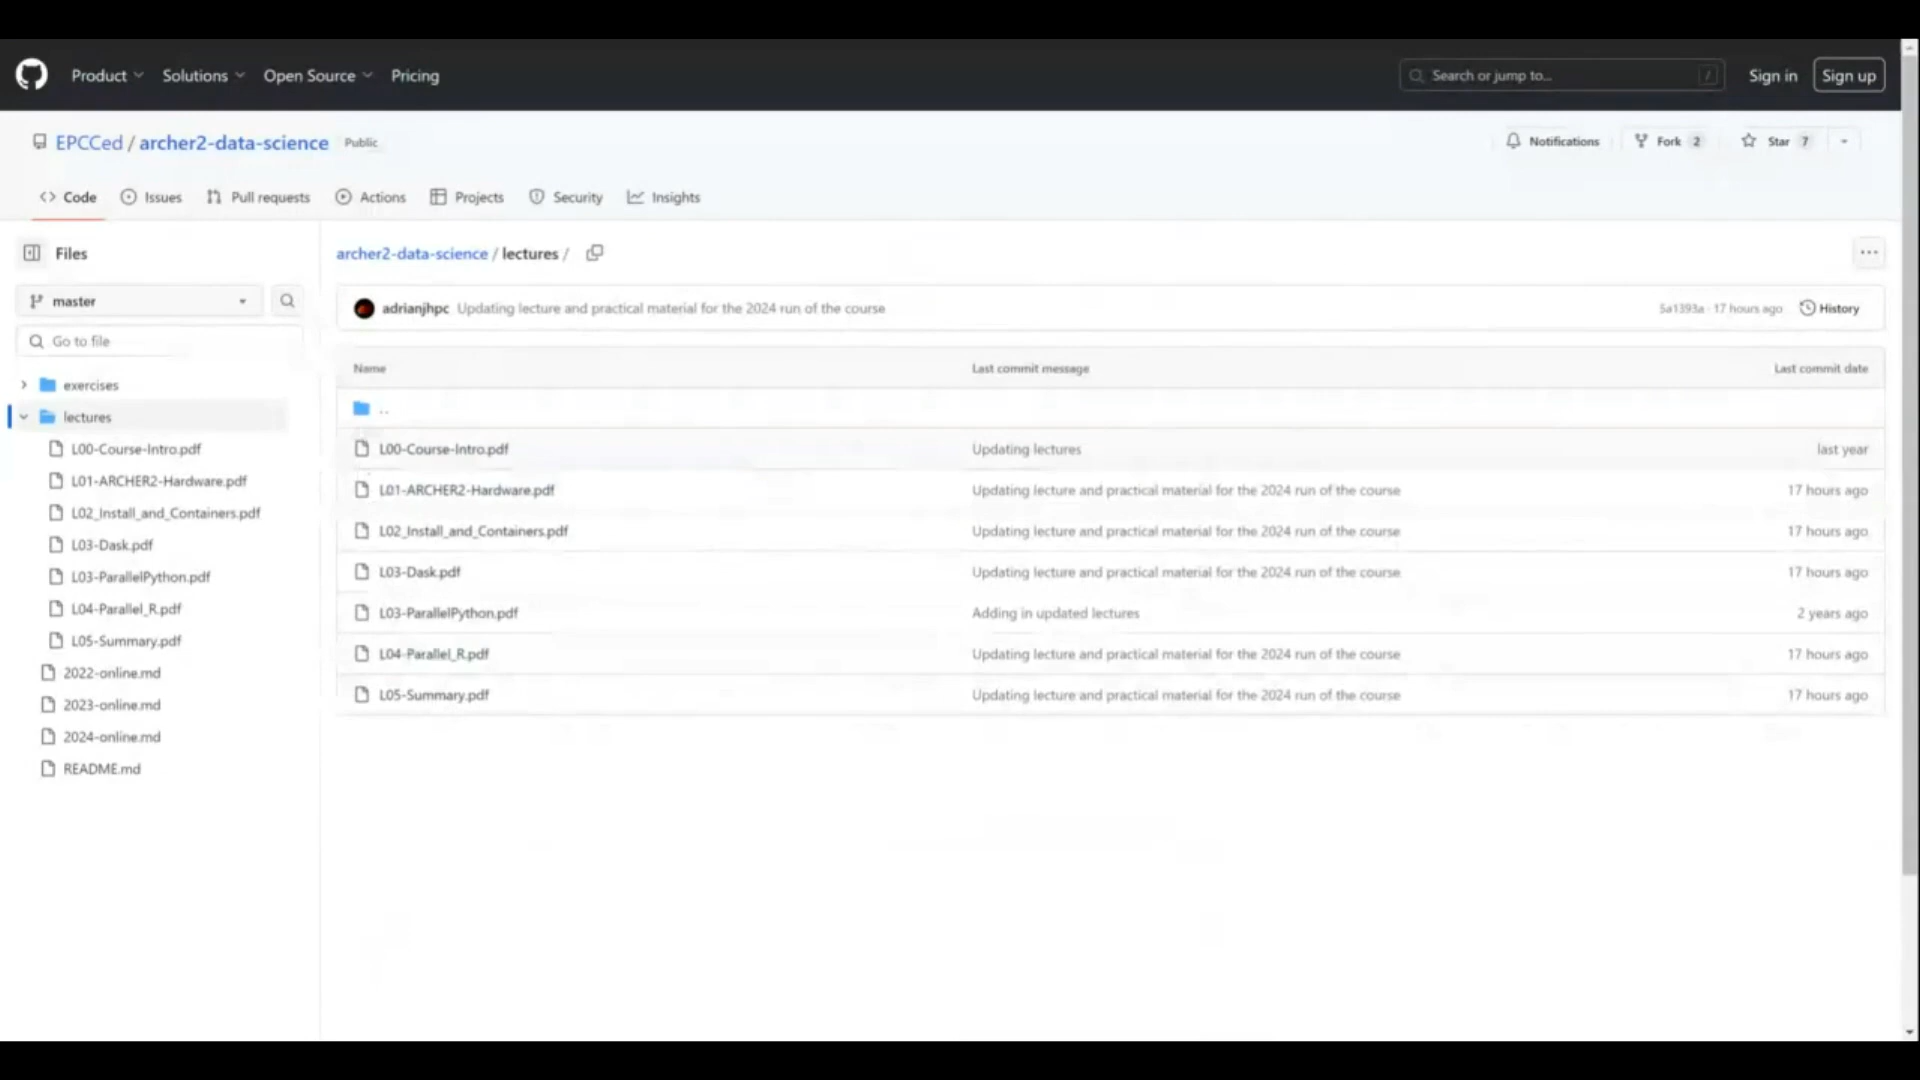 Product Solutions Open Source Pricing Search or jump to... / Sign in Sign up
EPCCed / archer2-data-science Public Notifications Fork 2 Star 7
Code Issues Pull requests Actions Projects Security Insights
Files
master
Go to file
exercises
lectures
L00-Course-Intro.pdf
L01-ARCHER2-Hardware.pdf
L02_Install_and_Containers.pdf
L03-Dask.pdf
L03-ParallelPython.pdf
L04-Parallel_R.pdf
L05-Summary.pdf
2022-online.md
2023-online.md
2024-online.md
README.md
archer2-data-science / lectures / ...
adrianjhpc Updating lecture and practical material for the 2024 run of the course 5a1393a · 17 hours ago History
Name Last commit message Last commit date
..
L00-Course-Intro.pdf Updating lectures last year
L01-ARCHER2-Hardware.pdf Updating lecture and practical material for the 2024 run of the course 17 hours ago
L02_Install_and_Containers.pdf Updating lecture and practical material for the 2024 run of the course 17 hours ago
L03-Dask.pdf Updating lecture and practical material for the 2024 run of the course 17 hours ago
L03-ParallelPython.pdf Adding in updated lectures 2 years ago
L04-Parallel_R.pdf Updating lecture and practical material for the 2024 run of the course 17 hours ago
L05-Summary.pdf Updating lecture and practical material for the 2024 run of the course 17 hours ago